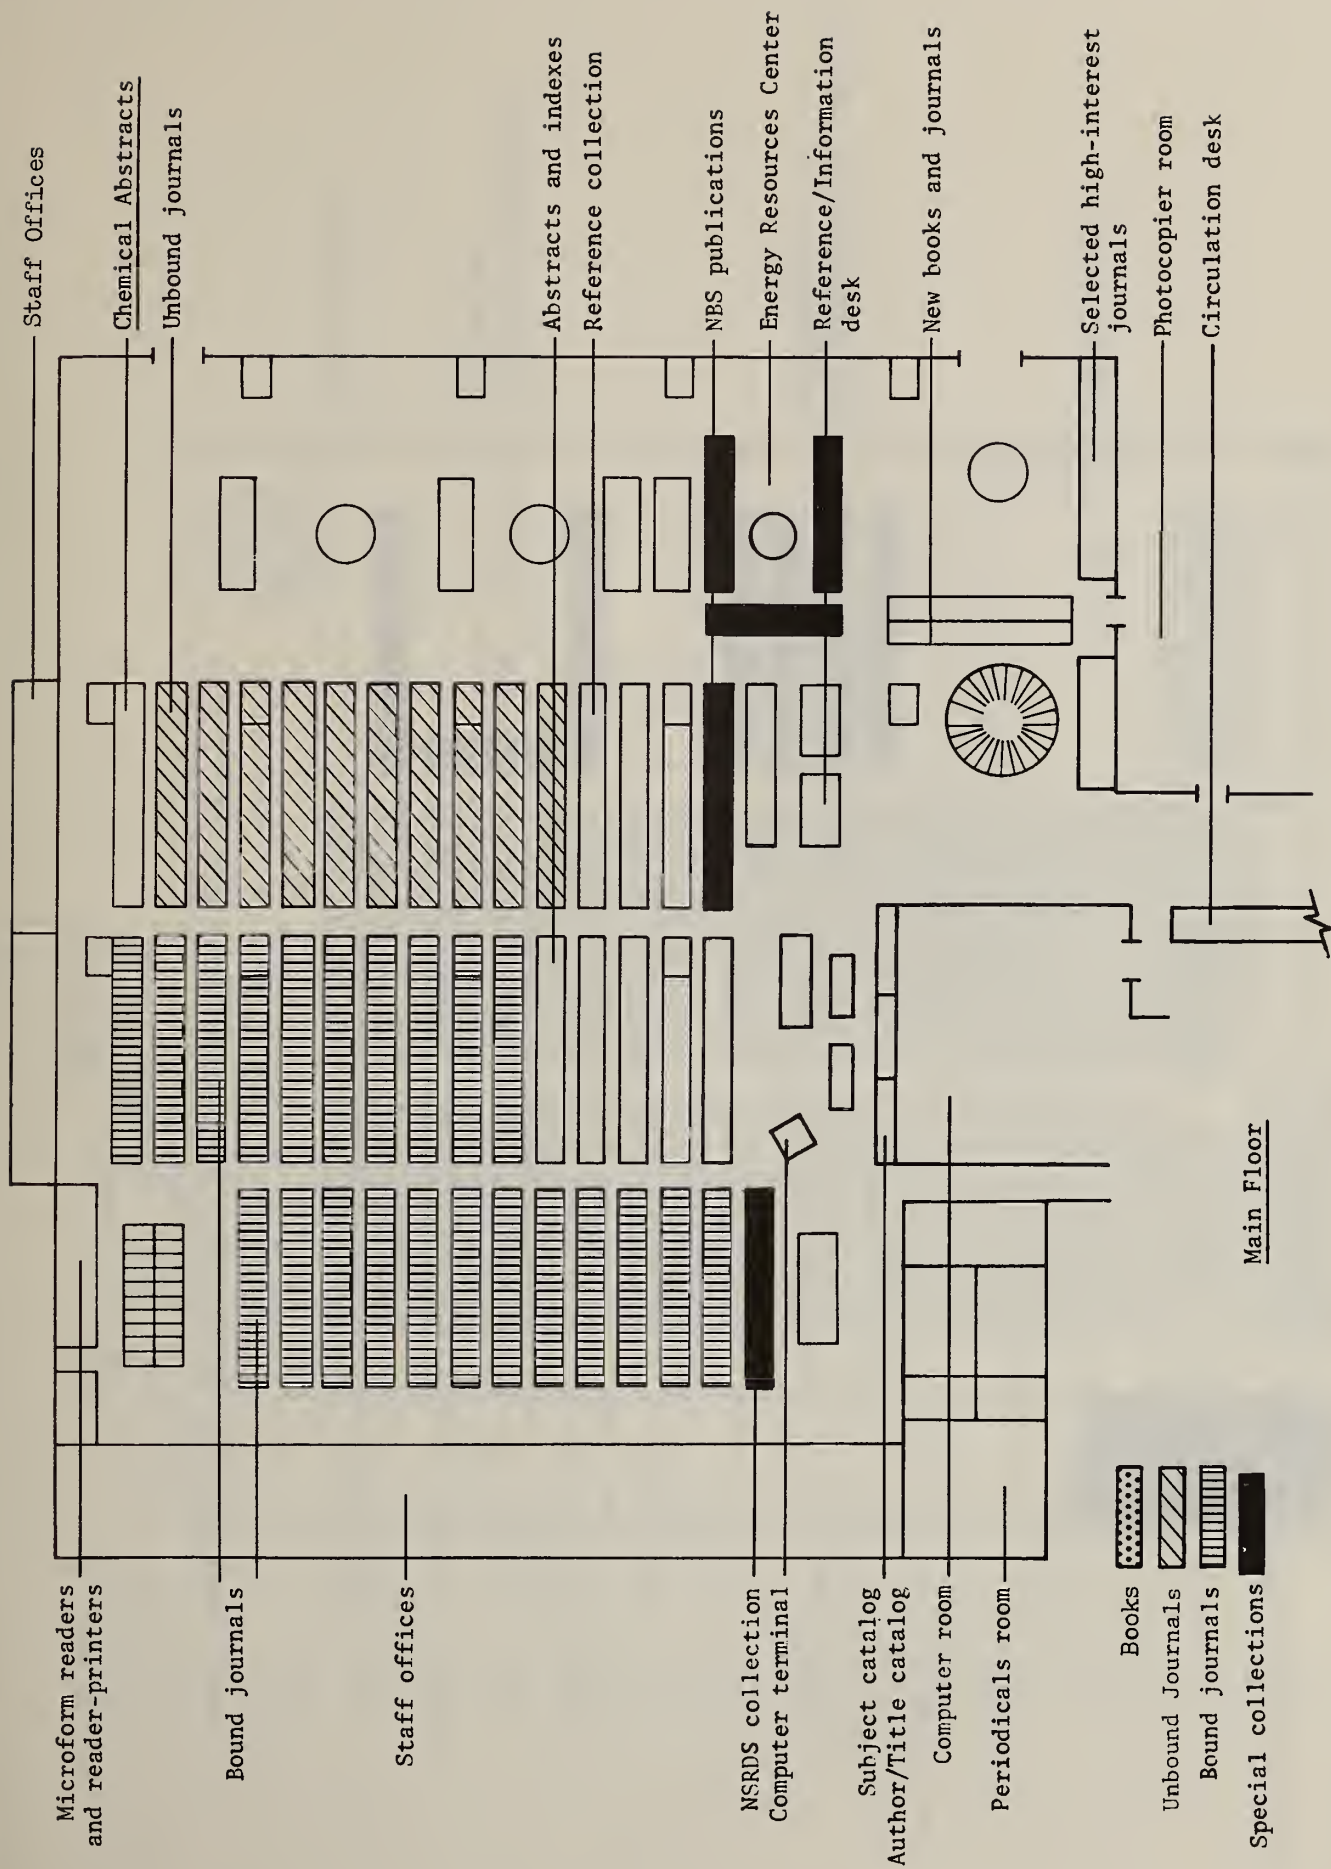 Staff Offices
Chemical Abstracts
Unbound journals
Abstracts and indexes
Reference collection
NBS publications
Energy Resources Center
Reference/Information
desk
New books and journals
Selected high-interest
journals
Photocopier room
Circulation desk
Microform readers
and reader-printers
Bound journals
Staff offices
NSRDS collection
Computer terminal
Subject catalog
Author/Title catalog
Computer room
Periodicals room
Main Floor
Books
Unbound Journals
Bound journals
Special collections